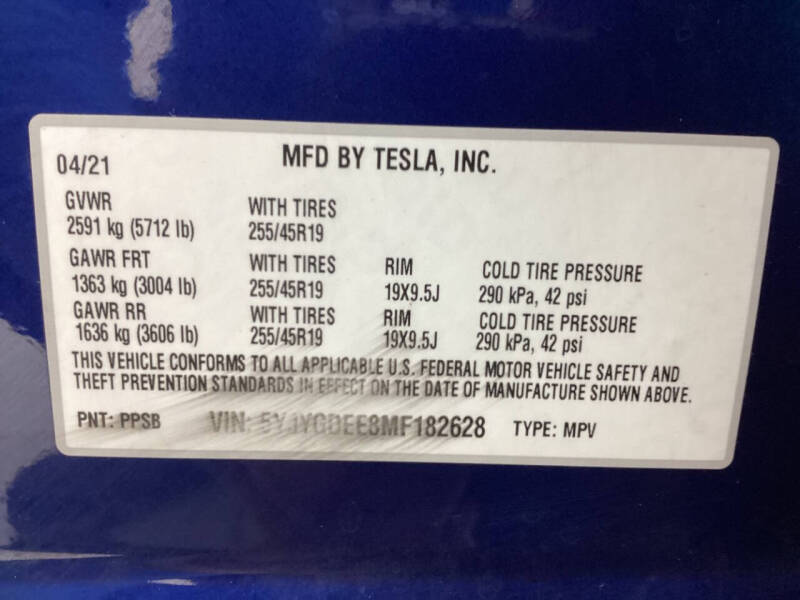 04/21 MFD BY TESLA, INC.
GVWR WITH TIRES
2591 kg (5712 lb) 255/45R19
GAWR FRT WITH TIRES RIM COLD TIRE PRESSURE
1363 kg (3004 lb) 255/45R19 19X9.5J 290 kPa, 42 psi
GAWR RR WITH TIRES RIM COLD TIRE PRESSURE
1636 kg (3606 lb) 255/45R19 19X9.5J 290 kPa, 42 psi
THIS VEHICLE CONFORMS TO ALL APPLICABLE U.S. FEDERAL MOTOR VEHICLE SAFETY AND
THEFT PREVENTION STANDARDS IN EFFECT ON THE DATE OF MANUFACTURE SHOWN ABOVE.
PNT: PPSB VIN: 5YJYGDEE8MF182628 TYPE: MPV